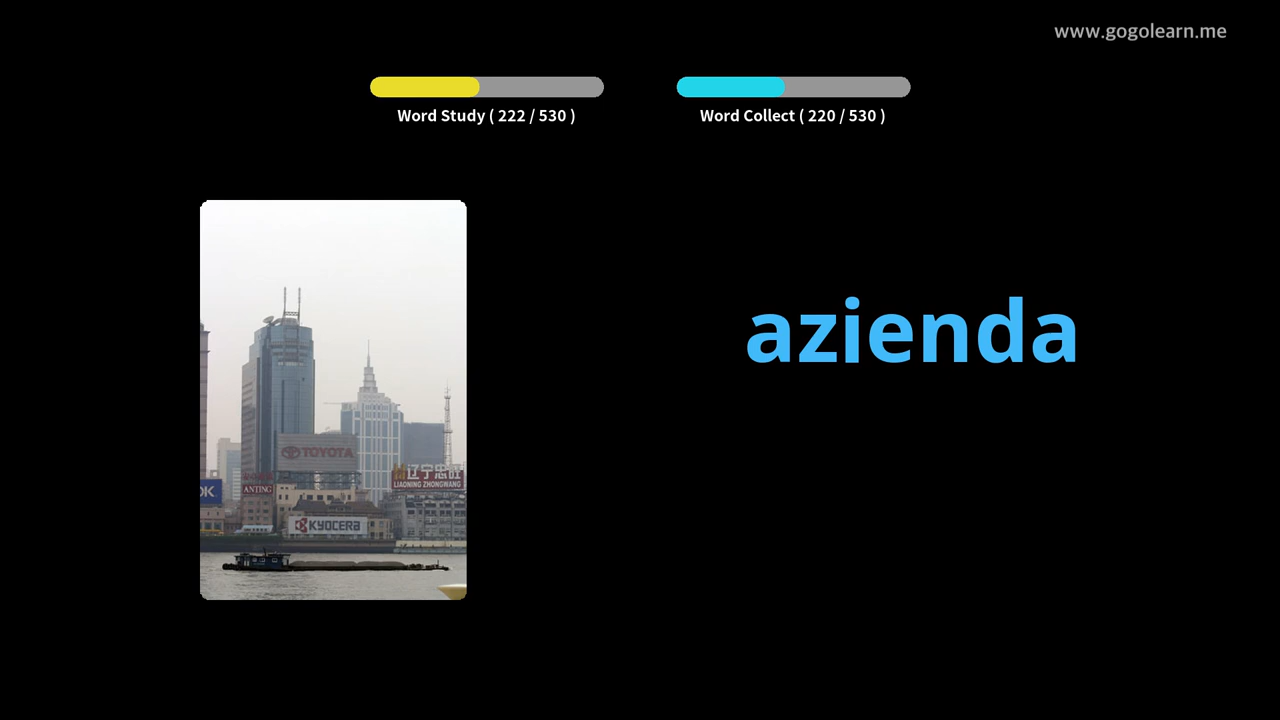 www.gogolearn.me
Word Study ( 222 / 530 )
Word Collect ( 220 / 530 )
azienda
TOYOTA
辽宁忠旺
LIAONING ZHONGWANG
OK
ANTING
KYOCERA